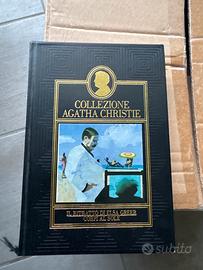 COLLEZIONE
AGATHA CHRISTIE
IL RITRATTO DI ELSA GREER
CORPI AL SOLE
subito